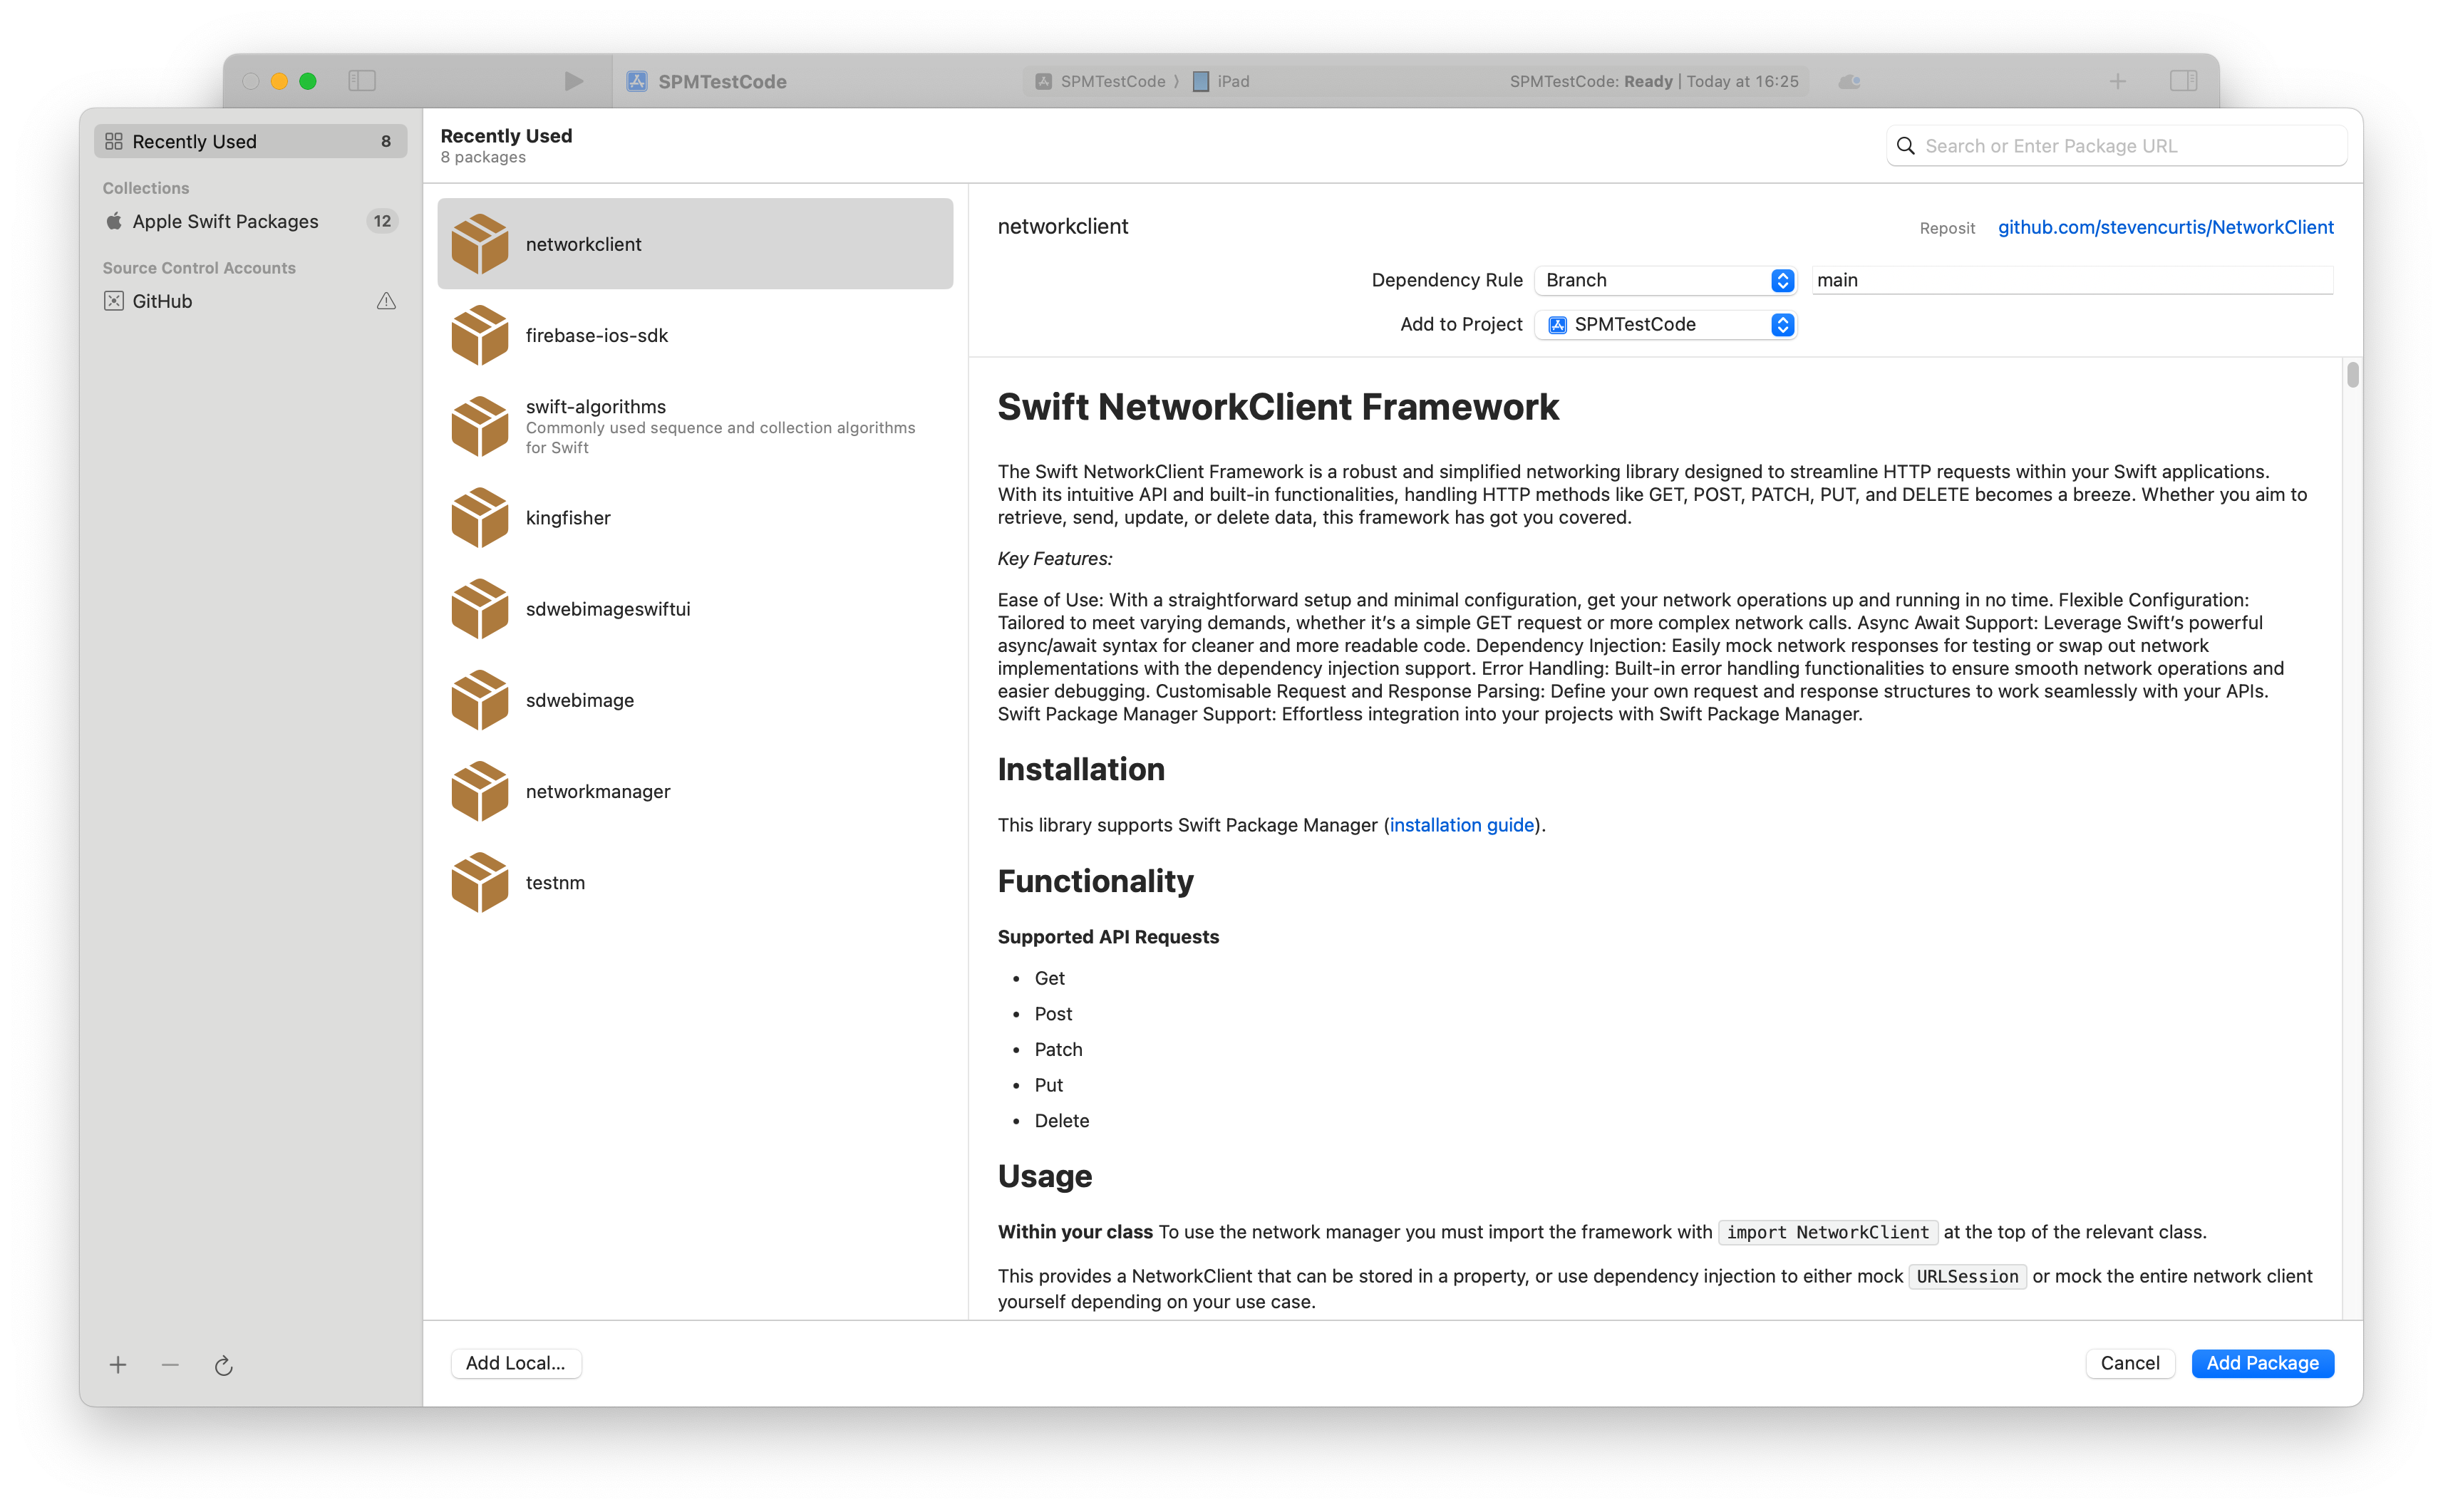 SPMTestCode
SPMTestCode 〉 iPad
SPMTestCode: Ready | Today at 16:25
Recently Used 8
Collections
Apple Swift Packages 12
Source Control Accounts
GitHub
Recently Used
8 packages
Search or Enter Package URL
networkclient
firebase-ios-sdk
swift-algorithms
Commonly used sequence and collection algorithms
for Swift
kingfisher
sdwebimageswiftui
sdwebimage
networkmanager
testnm
networkclient
Reposit github.com/stevencurtis/NetworkClient
Dependency Rule Branch main
Add to Project SPMTestCode
Swift NetworkClient Framework
The Swift NetworkClient Framework is a robust and simplified networking library designed to streamline HTTP requests within your Swift applications.
With its intuitive API and built-in functionalities, handling HTTP methods like GET, POST, PATCH, PUT, and DELETE becomes a breeze. Whether you aim to
retrieve, send, update, or delete data, this framework has got you covered.
Key Features:
Ease of Use: With a straightforward setup and minimal configuration, get your network operations up and running in no time. Flexible Configuration:
Tailored to meet varying demands, whether it’s a simple GET request or more complex network calls. Async Await Support: Leverage Swift’s powerful
async/await syntax for cleaner and more readable code. Dependency Injection: Easily mock network responses for testing or swap out network
implementations with the dependency injection support. Error Handling: Built-in error handling functionalities to ensure smooth network operations and
easier debugging. Customisable Request and Response Parsing: Define your own request and response structures to work seamlessly with your APIs.
Swift Package Manager Support: Effortless integration into your projects with Swift Package Manager.
Installation
This library supports Swift Package Manager (installation guide).
Functionality
Supported API Requests
• Get
• Post
• Patch
• Put
• Delete
Usage
Within your class To use the network manager you must import the framework with import NetworkClient at the top of the relevant class.
This provides a NetworkClient that can be stored in a property, or use dependency injection to either mock URLSession or mock the entire network client
yourself depending on your use case.
Add Local...
Cancel
Add Package